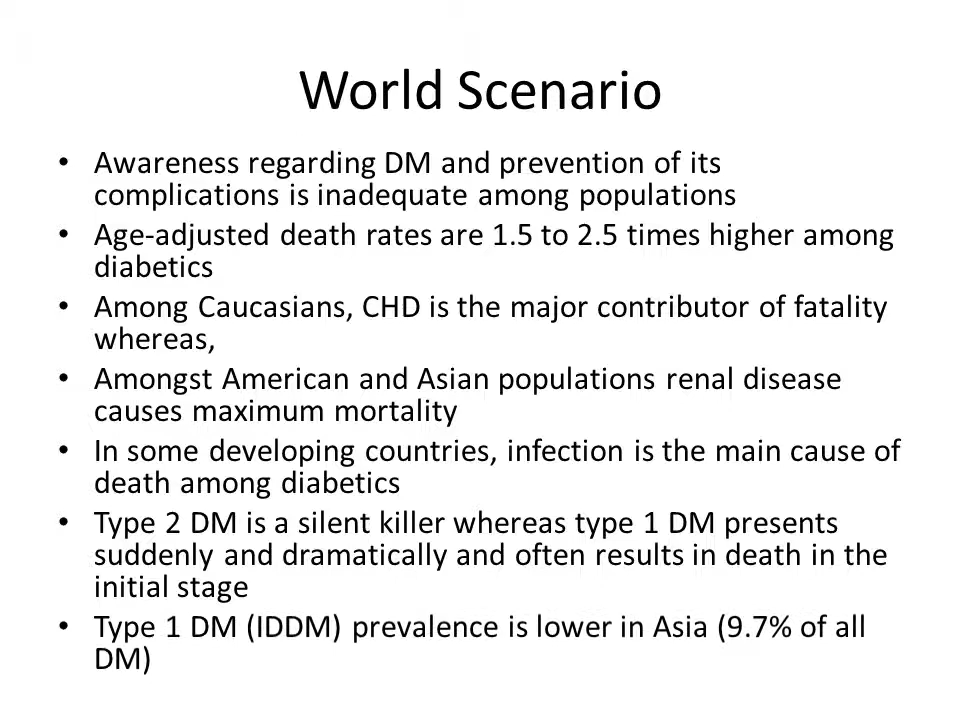 World Scenario
• Awareness regarding DM and prevention of its
complications is inadequate among populations
• Age-adjusted death rates are 1.5 to 2.5 times higher among
diabetics
• Among Caucasians, CHD is the major contributor of fatality
whereas,
• Amongst American and Asian populations renal disease
causes maximum mortality
• In some developing countries, infection is the main cause of
death among diabetics
• Type 2 DM is a silent killer whereas type 1 DM presents
suddenly and dramatically and often results in death in the
initial stage
• Type 1 DM (IDDM) prevalence is lower in Asia (9.7% of all
DM)